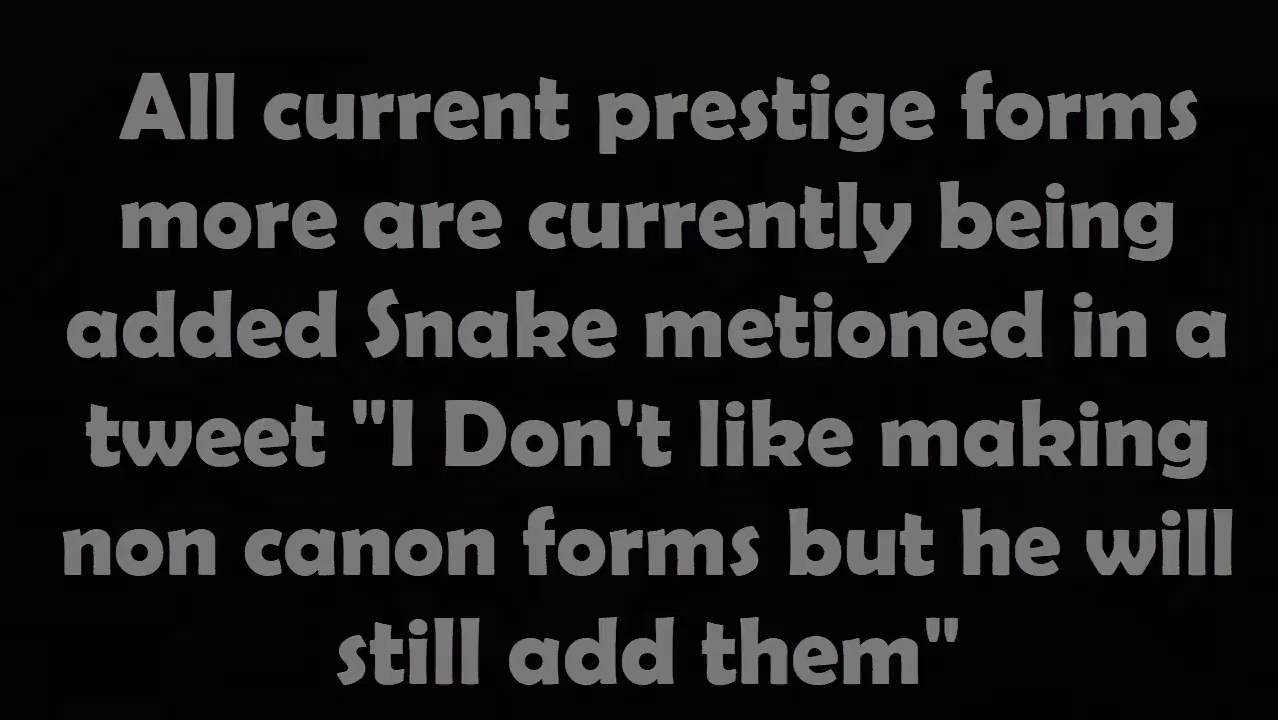 All current prestige forms
more are currently being
added Snake metioned in a
tweet "I Don't like making
non canon forms but he will
still add them"